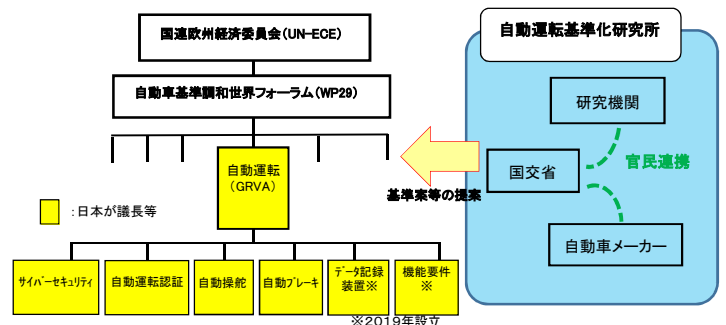 国連欧州経済委員会(UN-ECE)
自動車基準調和世界フォーラム(WP29)
自動運転
(GRVA)
:日本が議長等
サイバーセキュリティ
自動運転認証
自動操舵
自動ブレーキ
データ記録
装置※
機能要件
※
※2019年設立
基準案等の提案
自動運転基準化研究所
研究機関
国交省
官民連携
自動車メーカー